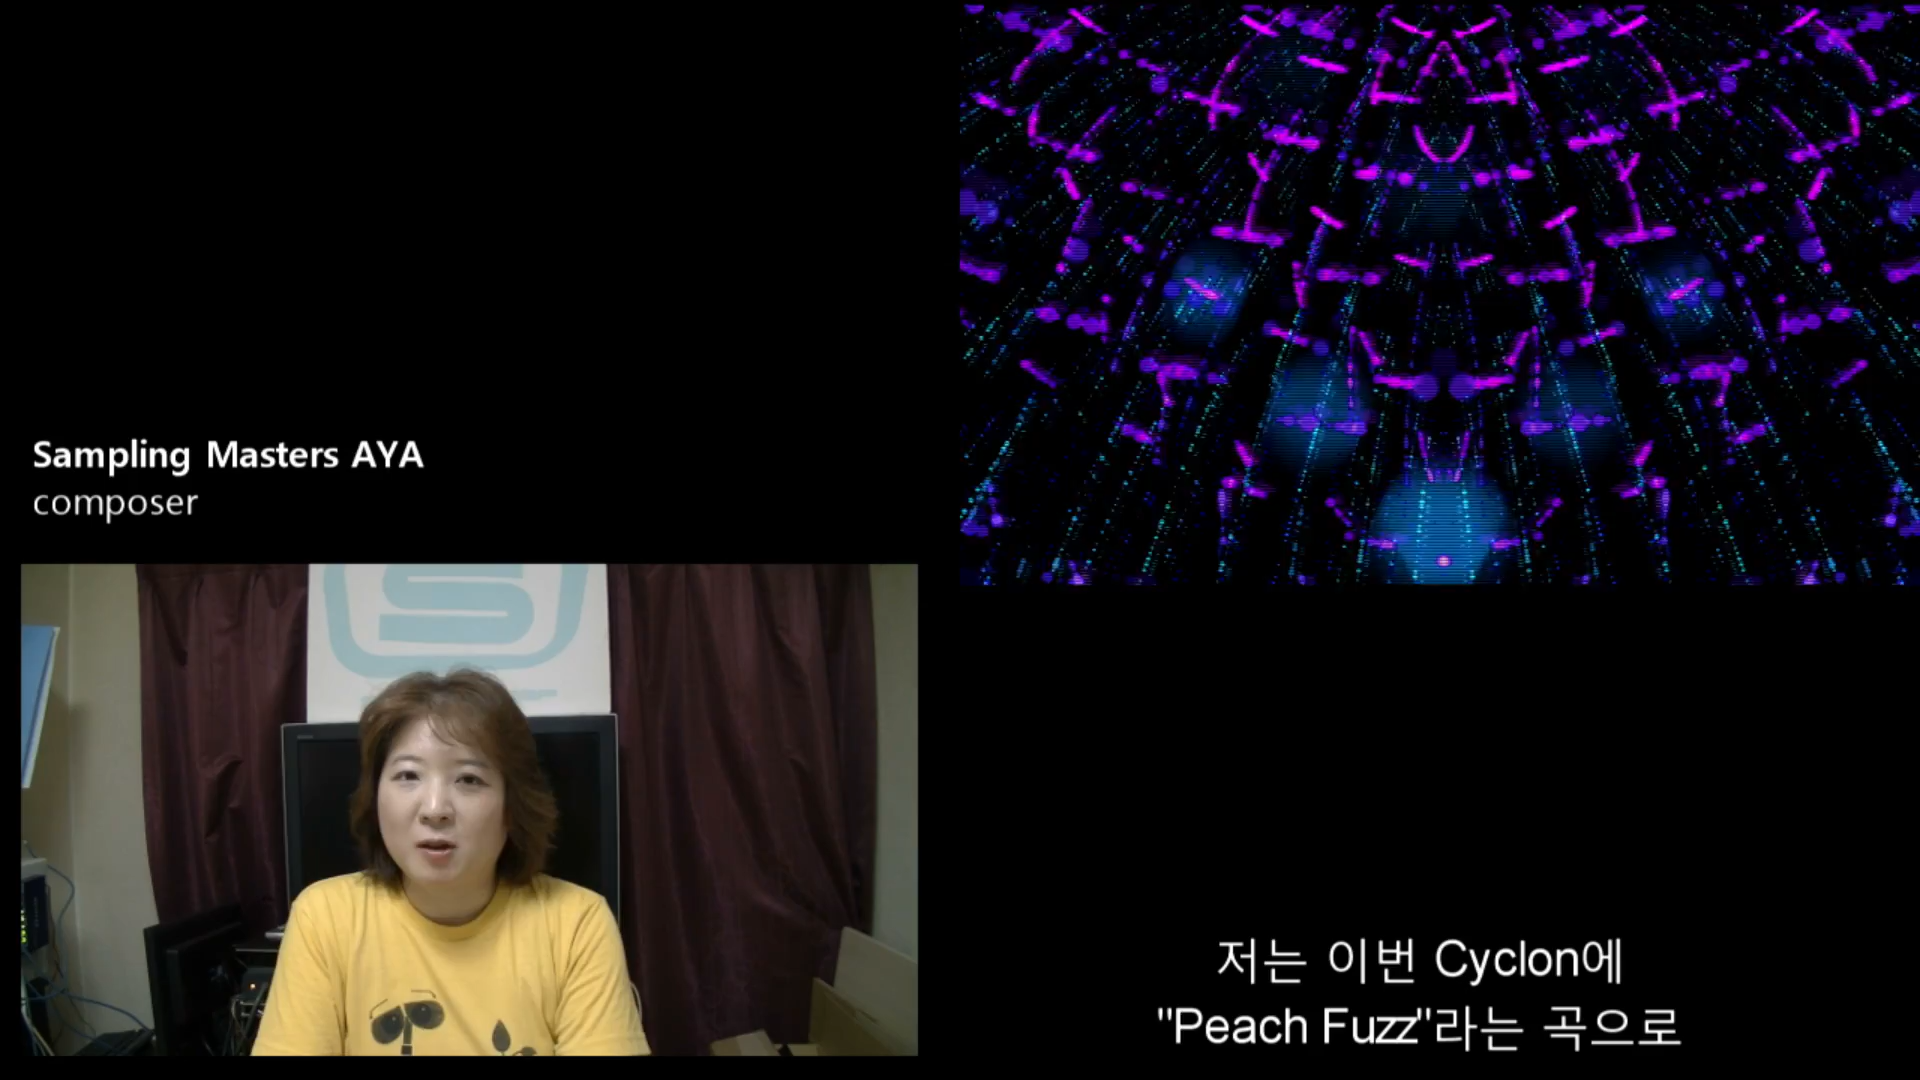 Sampling Masters AYA
composer
저는 이번 Cyclon에
"Peach Fuzz"라는 곡으로